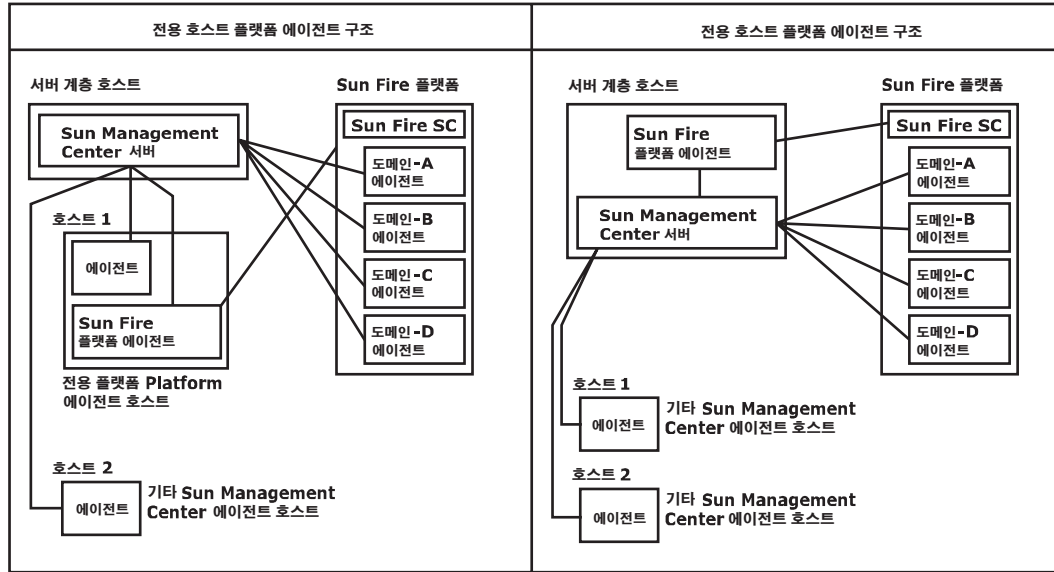 전용 호스트 플랫폼 에이전트 구조
서버 계층 호스트
Sun Fire 플랫폼
Sun Management
Center 서버
Sun Fire SC
도메인-A
에이전트
도메인-B
에이전트
도메인-C
에이전트
도메인-D
에이전트
호스트 1
에이전트
Sun Fire
플랫폼 에이전트
전용 플랫폼 Platform
에이전트 호스트
호스트 2
에이전트
기타 Sun Management
Center 에이전트 호스트
전용 호스트 플랫폼 에이전트 구조
서버 계층 호스트
Sun Fire 플랫폼
Sun Fire
플랫폼 에이전트
Sun Fire SC
Sun Management
Center 서버
도메인-A
에이전트
도메인-B
에이전트
도메인-C
에이전트
도메인-D
에이전트
호스트 1
에이전트
기타 Sun Management
Center 에이전트 호스트
호스트 2
에이전트
기타 Sun Management
Center 에이전트 호스트